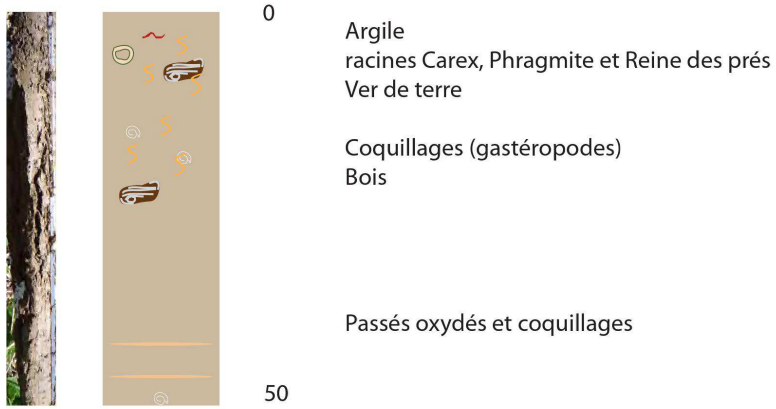 0
Argile
racines Carex, Phragmite et Reine des prés
Ver de terre
Coquillages (gastéropodes)
Bois
Passés oxydés et coquillages
50